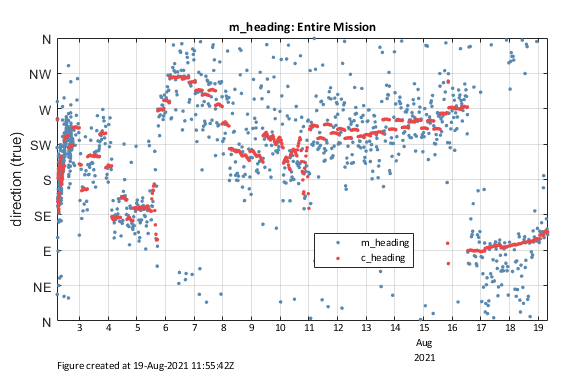 m_heading: Entire Mission
N
NW
W
SW
S
SE
E
NE
N
direction (true)
m_heading
c_heading
3 4 5 6 7 8 9 10 11 12 13 14 15 16 17 18 19
Aug
2021
Figure created at 19-Aug-2021 11:55:42Z